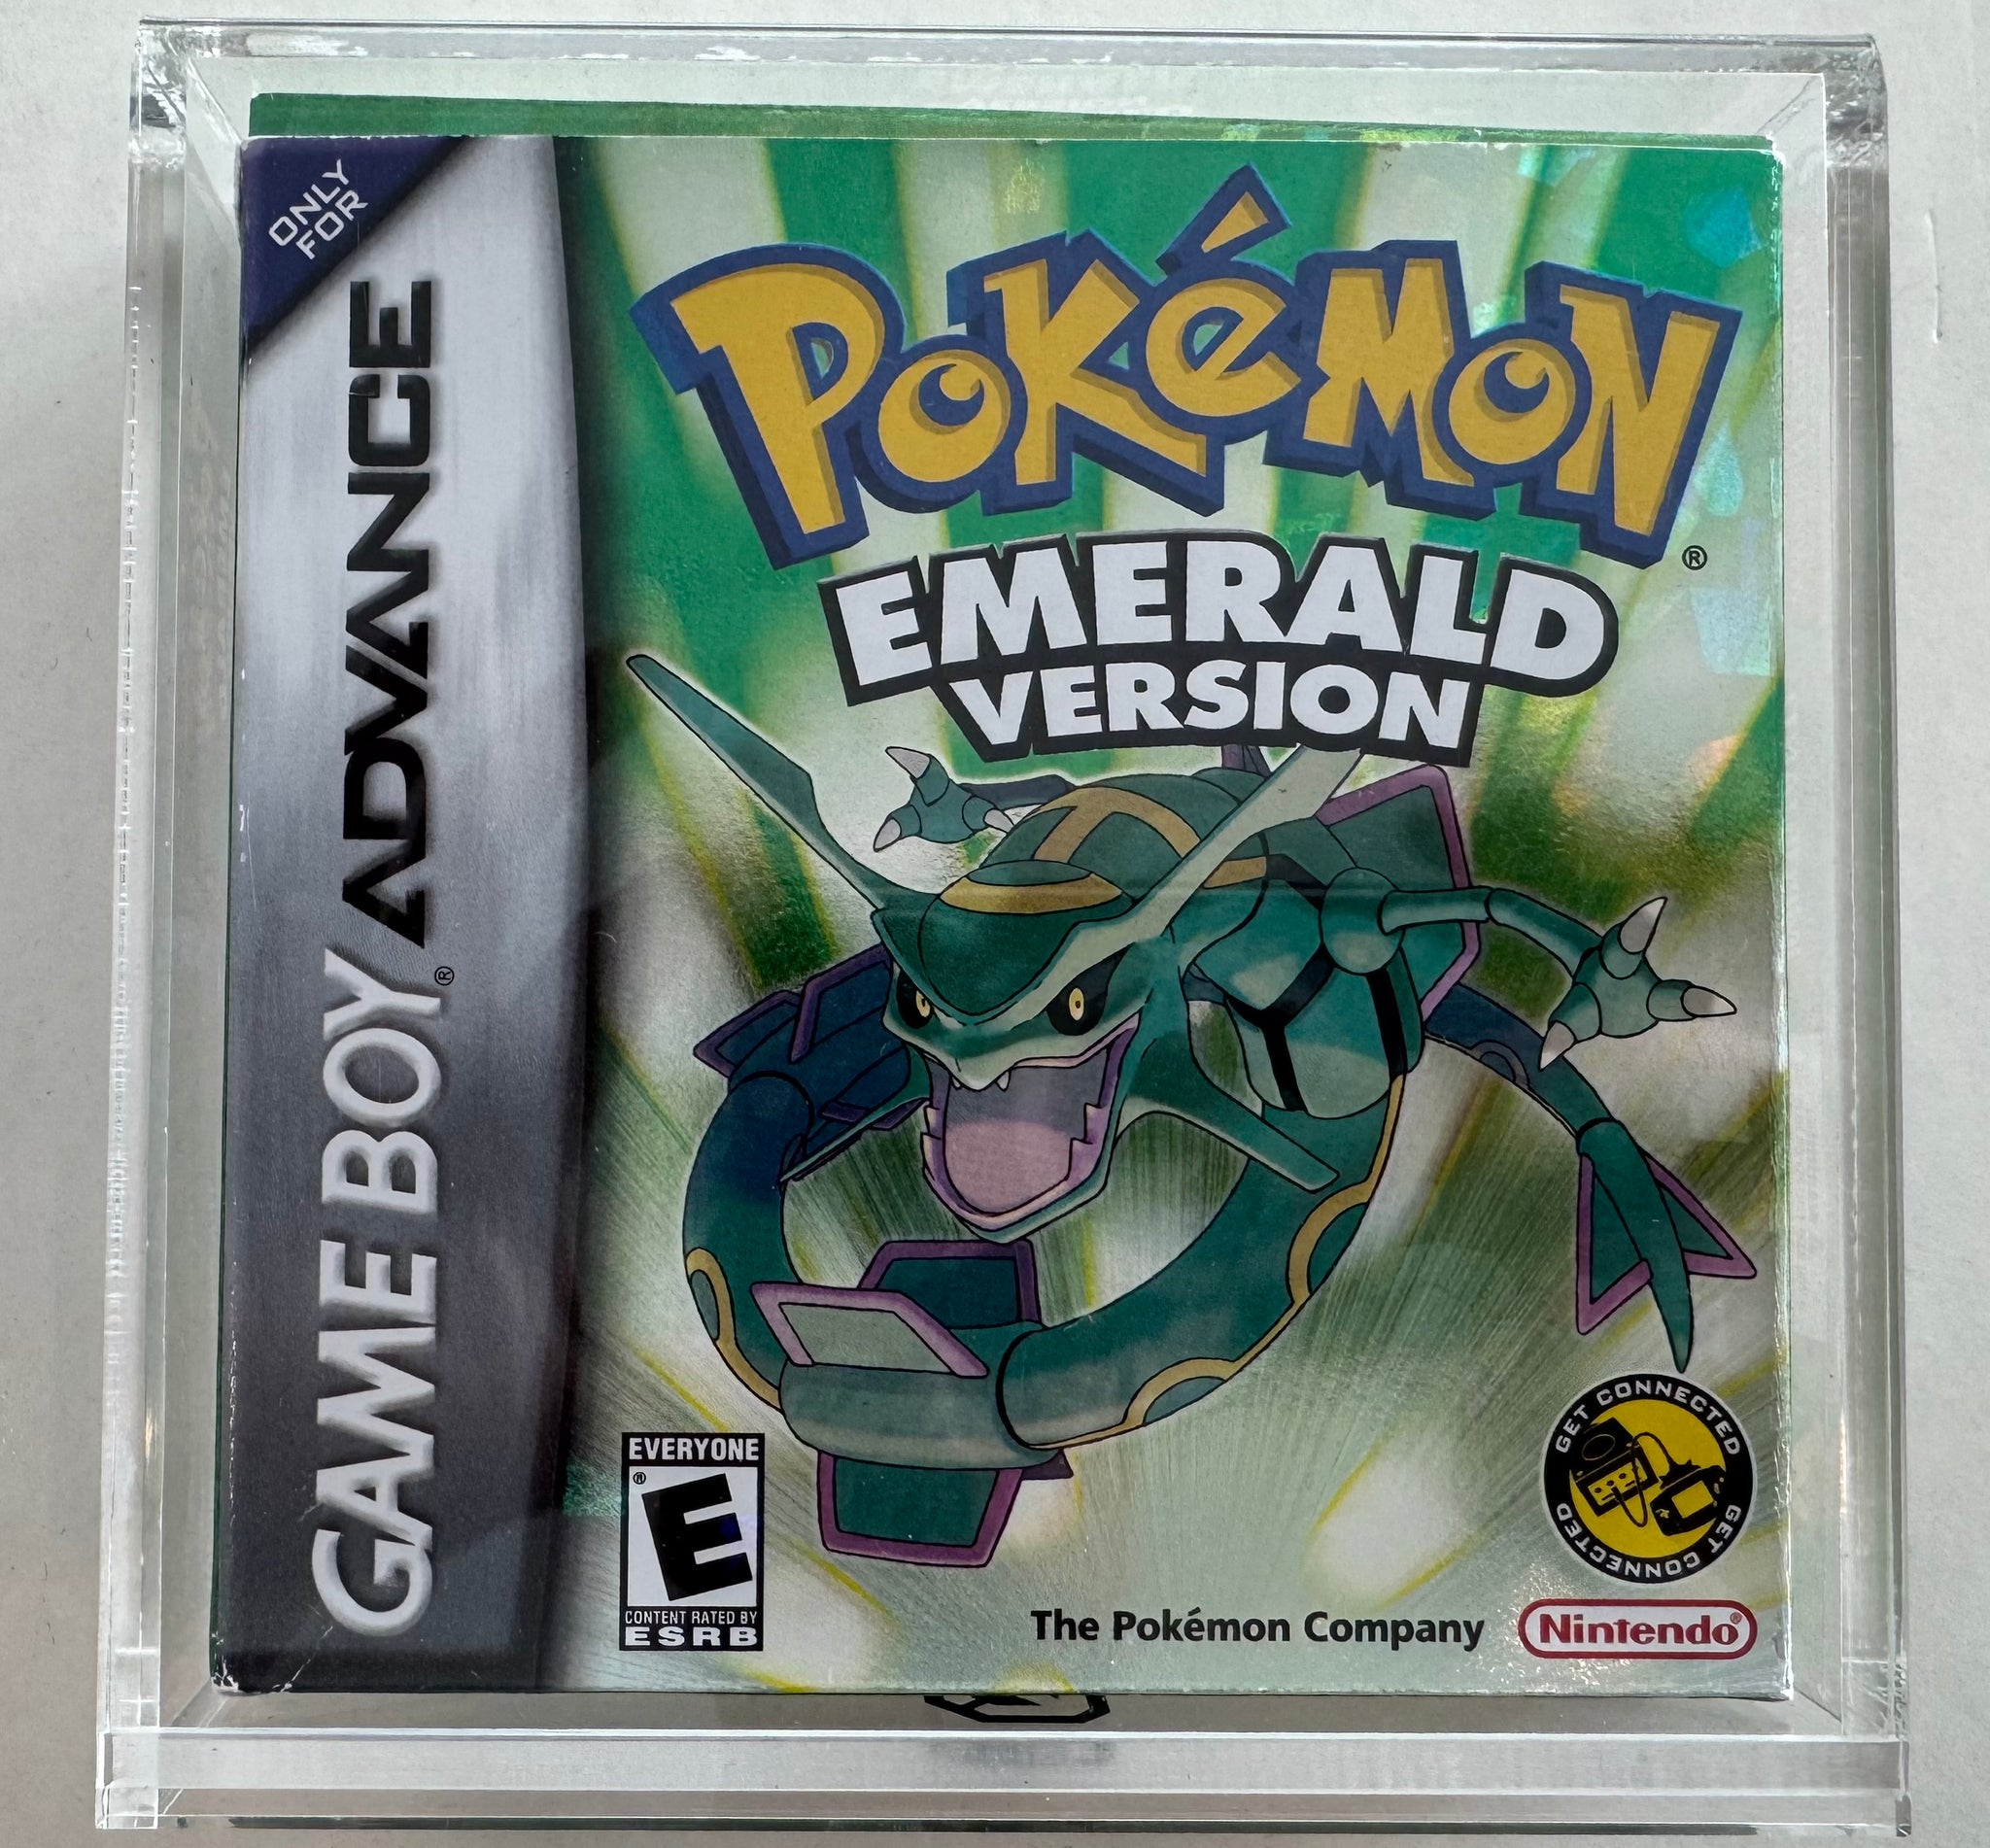 ONLY
FOR
GAME BOY® ADVANCE
POKéMON®
EMERALD
VERSION
EVERYONE
E®
CONTENT RATED BY
ESRB
GET CONNECTED
GET CONNECTED
The Pokémon Company
Nintendo®